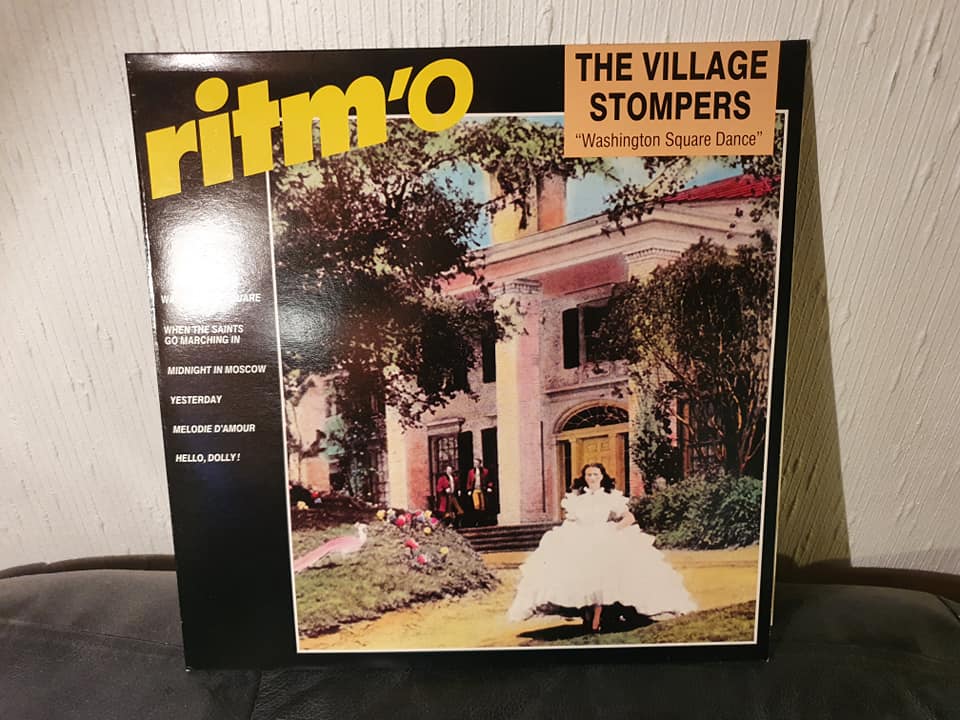 ritm'o
THE VILLAGE
STOMPERS
"Washington Square Dance"
WHEN THE SAINTS
GO MARCHING IN
MIDNIGHT IN MOSCOW
YESTERDAY
MELODIE D'AMOUR
HELLO, DOLLY!